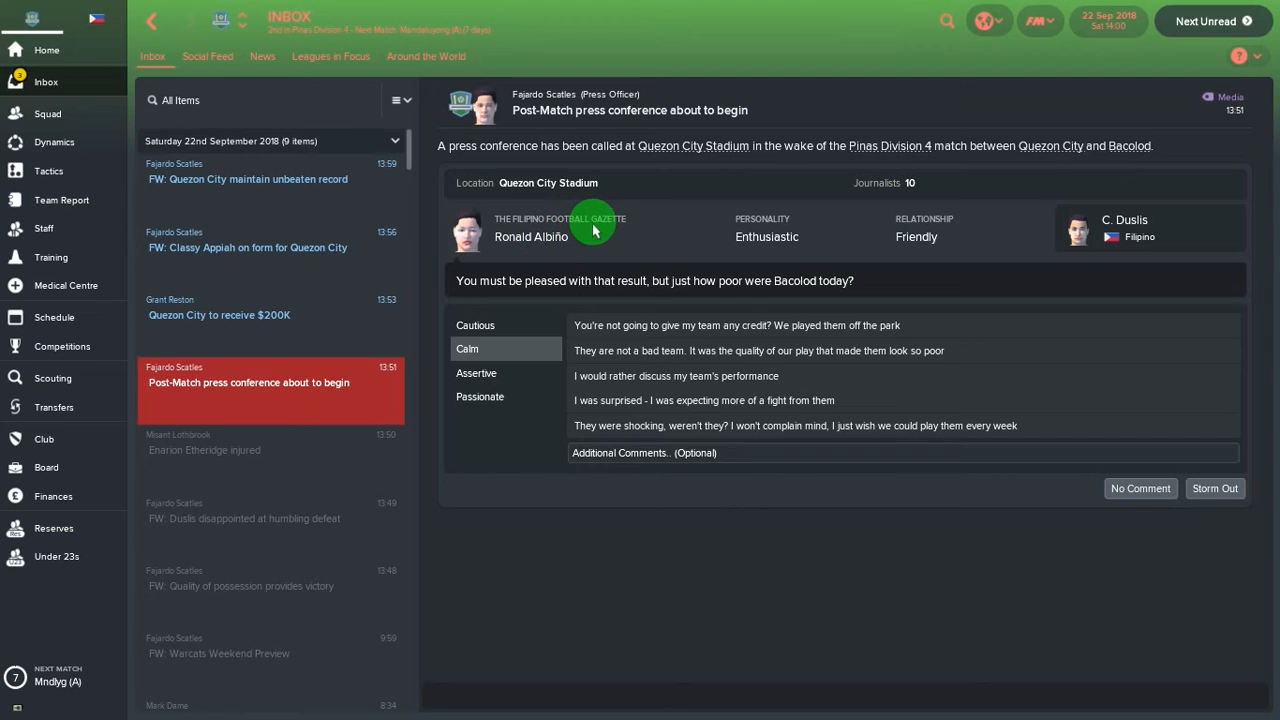 INBOX
2nd in Pinas Division 4 - Next Match: Mandaluyong (A) (7 days)
FM
22 Sep 2018
Sat 14:00
Next Unread
Inbox
Social Feed
News
Leagues in Focus
Around the World
?
Home
3
Inbox
Squad
Dynamics
Tactics
Team Report
Staff
Training
Medical Centre
Schedule
Competitions
Scouting
Transfers
Club
Board
Finances
Res
Reserves
U23
Under 23s
7
NEXT MATCH
Mndlyg (A)
All Items
Saturday 22nd September 2018 (9 items)
Fajardo Scatles 13:59
FW: Quezon City maintain unbeaten record
Fajardo Scatles 13:56
FW: Classy Appiah on form for Quezon City
Grant Reston 13:53
Quezon City to receive $200K
Fajardo Scatles 13:51
Post-Match press conference about to begin
Misant Lothbrook 13:50
Enarion Etheridge injured
Fajardo Scatles 13:49
FW: Duslis disappointed at humbling defeat
Fajardo Scatles 13:48
FW: Quality of possession provides victory
Fajardo Scatles 9:59
FW: Warcats Weekend Preview
Mark Dame 8:34
Fajardo Scatles (Press Officer)
Post-Match press conference about to begin
Media
13:51
A press conference has been called at Quezon City Stadium in the wake of the Pinas Division 4 match between Quezon City and Bacolod.
Location Quezon City Stadium
Journalists 10
THE FILIPINO FOOTBALL GAZETTE
Ronald Albiño
PERSONALITY
Enthusiastic
RELATIONSHIP
Friendly
C. Duslis
Filipino
You must be pleased with that result, but just how poor were Bacolod today?
Cautious
Calm
Assertive
Passionate
You're not going to give my team any credit? We played them off the park
They are not a bad team. It was the quality of our play that made them look so poor
I would rather discuss my team's performance
I was surprised - I was expecting more of a fight from them
They were shocking, weren't they? I won't complain mind, I just wish we could play them every week
Additional Comments.. (Optional)
No Comment
Storm Out